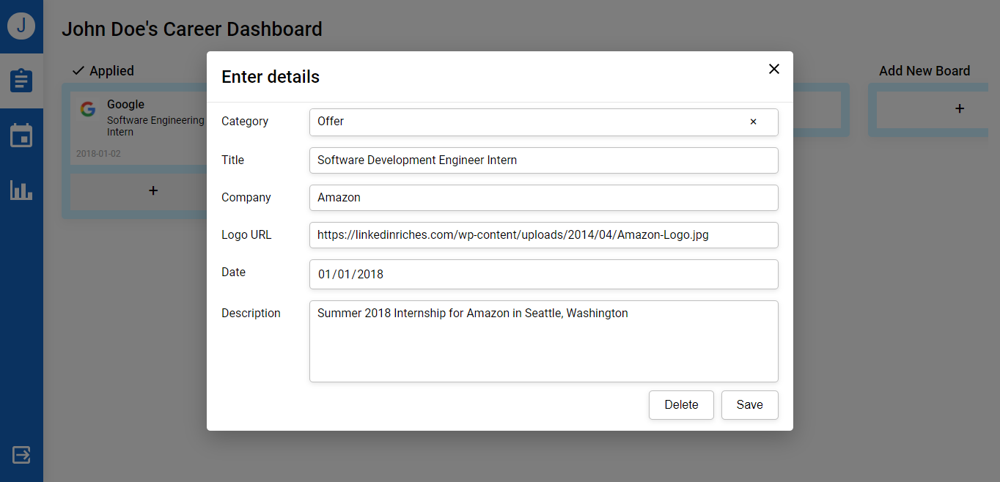 J
John Doe's Career Dashboard
Applied
Add New Board
Google
Software Engineering
Intern
2018-01-02
+
+
Enter details
Category
Offer
×
Title
Software Development Engineer Intern
Company
Amazon
Logo URL
https://linkedinriches.com/wp-content/uploads/2014/04/Amazon-Logo.jpg
Date
01/01/2018
Description
Summer 2018 Internship for Amazon in Seattle, Washington
Delete
Save